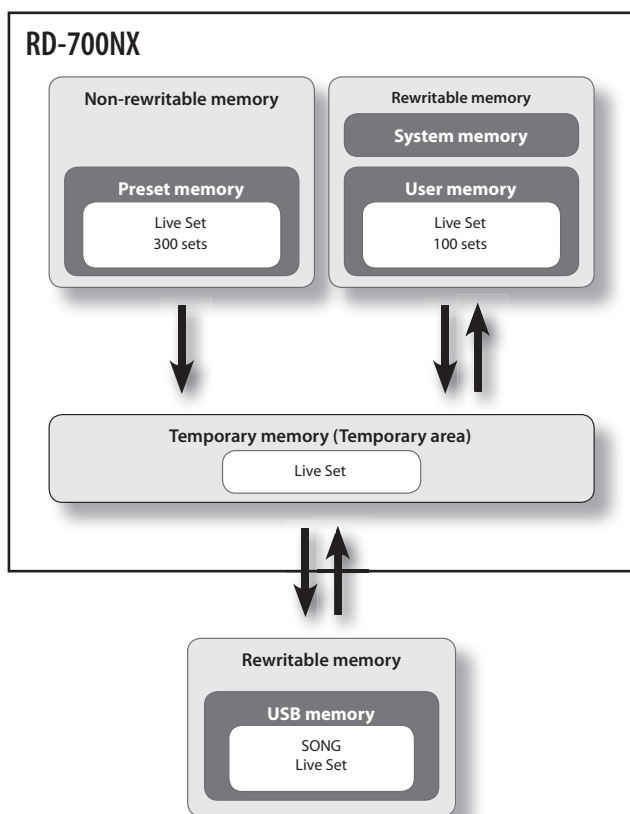 RD-700NX
Non-rewritable memory
Preset memory
Live Set
300 sets
Rewritable memory
System memory
User memory
Live Set
100 sets
Temporary memory (Temporary area)
Live Set
Rewritable memory
USB memory
SONG
Live Set